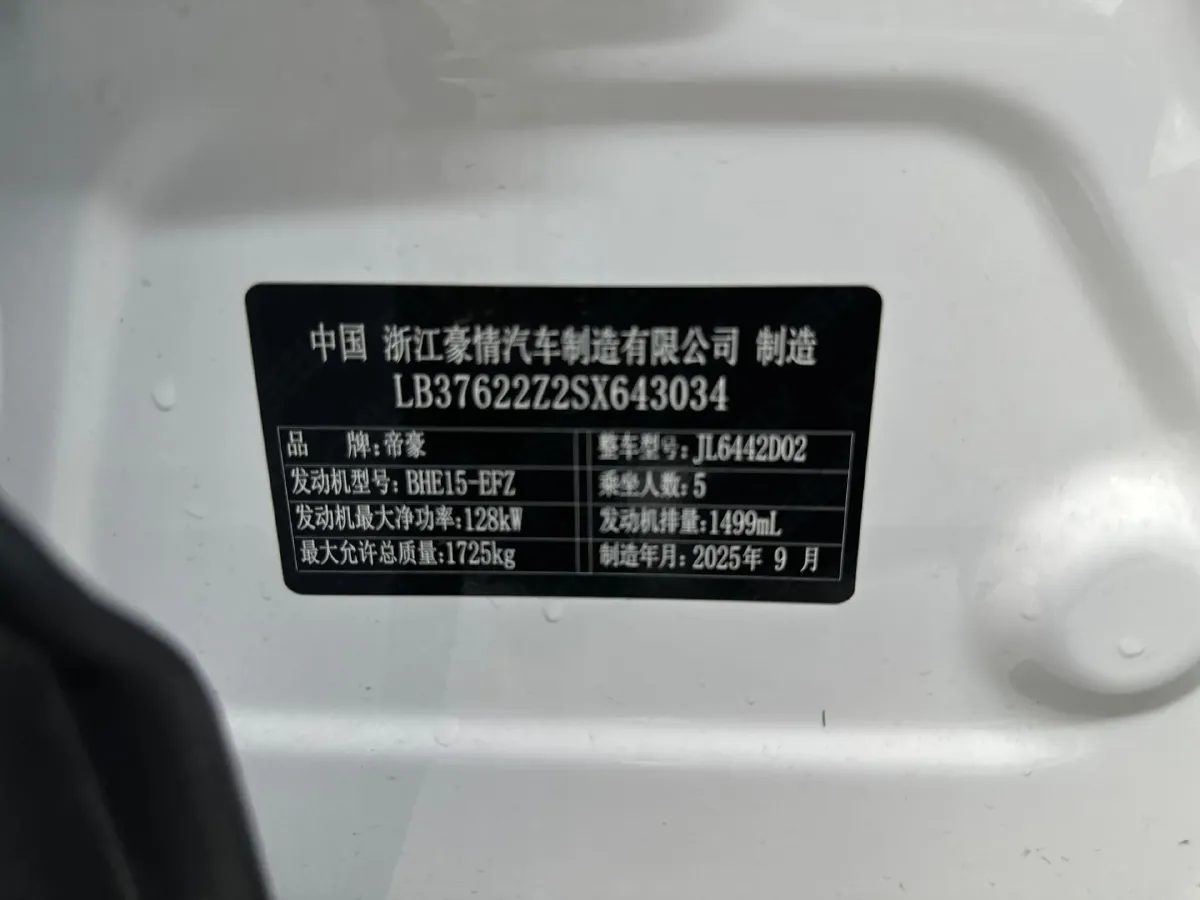 中国 浙江豪情汽车制造有限公司 制造
LB37622Z2SX643034
品 牌:帝豪 整车型号:JL6442D02
发动机型号:BHE15-EFZ 乘坐人数:5
发动机最大净功率:128kW 发动机排量:1499mL
最大允许总质量:1725kg 制造年月:2025年 9 月